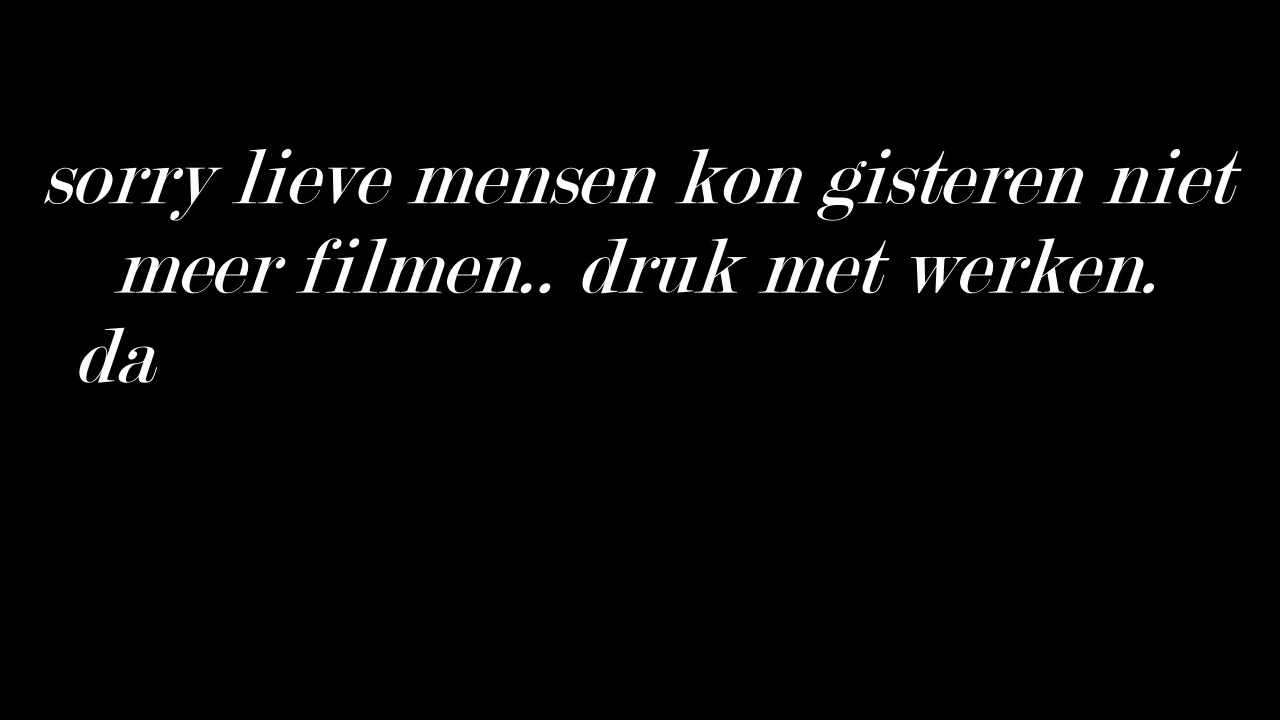 sorry lieve mensen kon gisteren niet
meer filmen.. druk met werken.
da